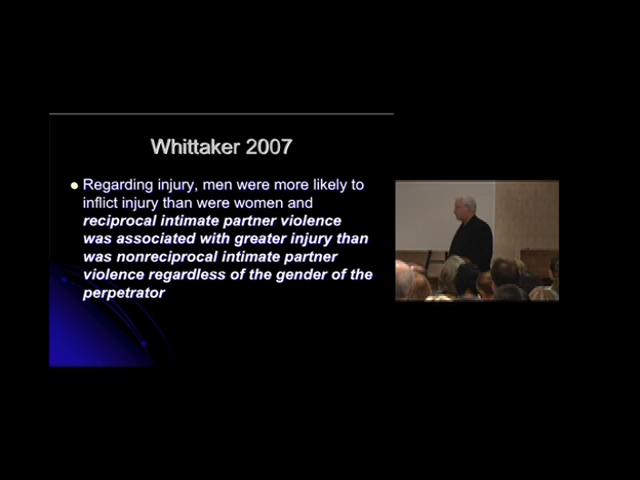 Whittaker 2007
Regarding injury, men were more likely to
inflict injury than were women and
reciprocal intimate partner violence
was associated with greater injury than
was nonreciprocal intimate partner
violence regardless of the gender of the
perpetrator